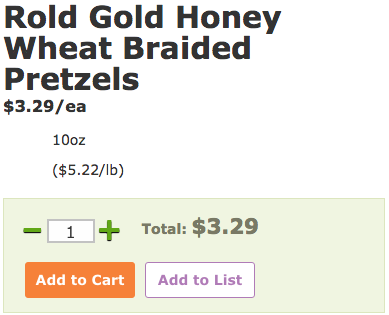 Rold Gold Honey
Wheat Braided
Pretzels
$3.29/ea
10oz
($5.22/lb)
1
Total: $3.29
Add to Cart
Add to List